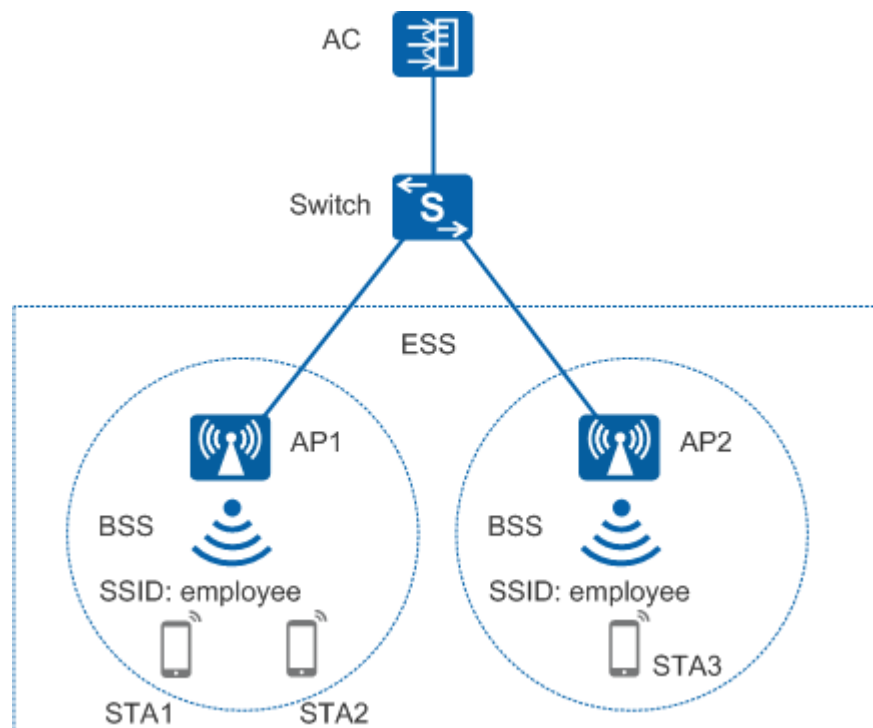 AC
Switch
S
ESS
AP1
AP2
BSS
BSS
SSID: employee
SSID: employee
STA3
STA1
STA2